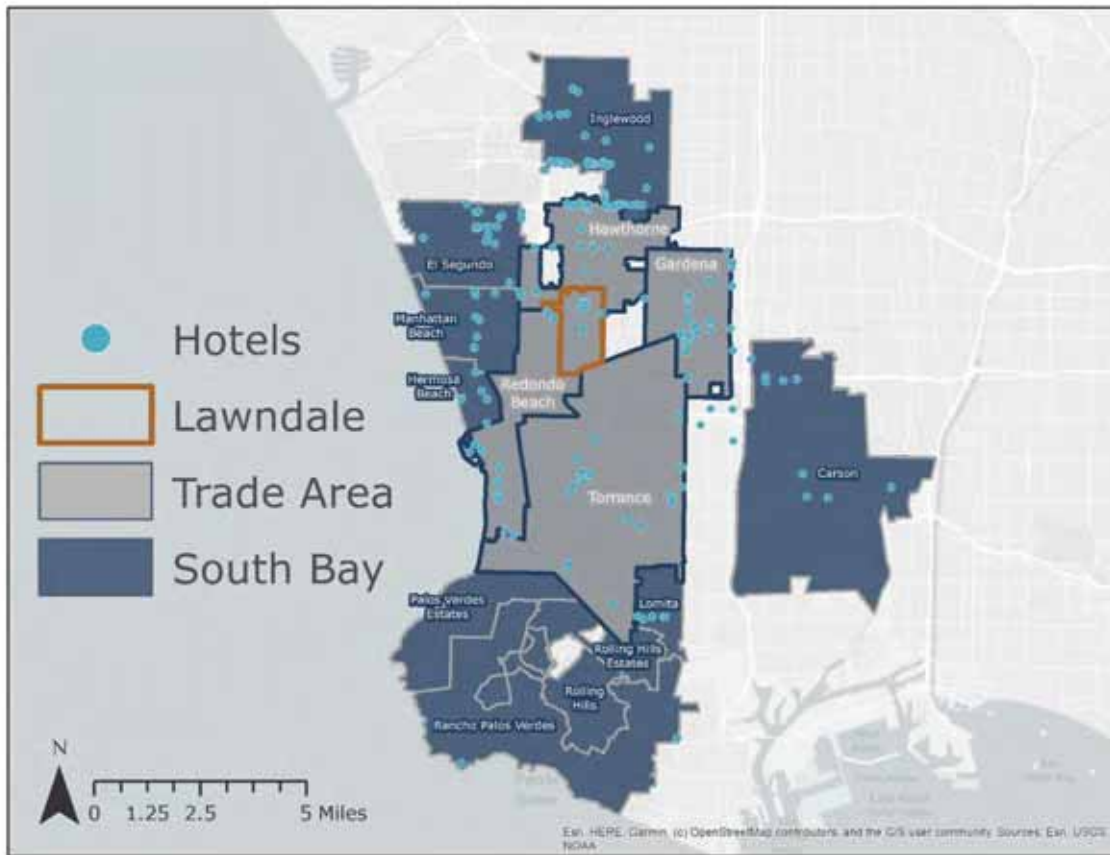 Inglewood
Hawthorne
Gardena
El Segundo
Manhattan
Beach
Hermosa
Beach
Redondo
Beach
Carson
Torrance
Palos Verdes
Estates
Lomita
Rolling Hills
Estates
Rolling
Hills
Rancho Palos Verdes
Hotels
Lawndale
Trade Area
South Bay
N
0 1.25 2.5 5 Miles
Esri, HERE, Garmin, (c) OpenStreetMap contributors, and the GIS user community, Sources: Esri, USGS,
NOAA